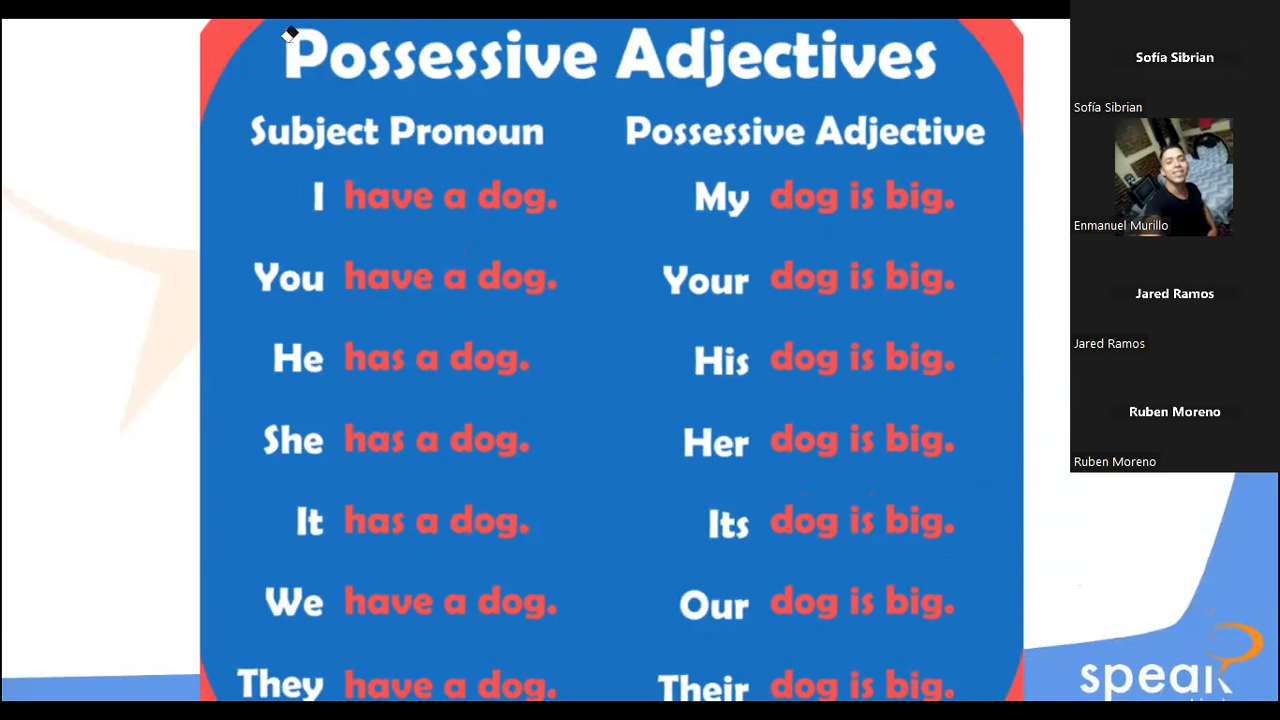 Possessive Adjectives
Subject Pronoun Possessive Adjective
I have a dog. My dog is big.
You have a dog. Your dog is big.
He has a dog. His dog is big.
She has a dog. Her dog is big.
It has a dog. Its dog is big.
We have a dog. Our dog is big.
They have a dog. Their dog is big.
Sofía Sibrian
Sofía Sibrian
Enmanuel Murillo
Jared Ramos
Jared Ramos
Ruben Moreno
Ruben Moreno
speak